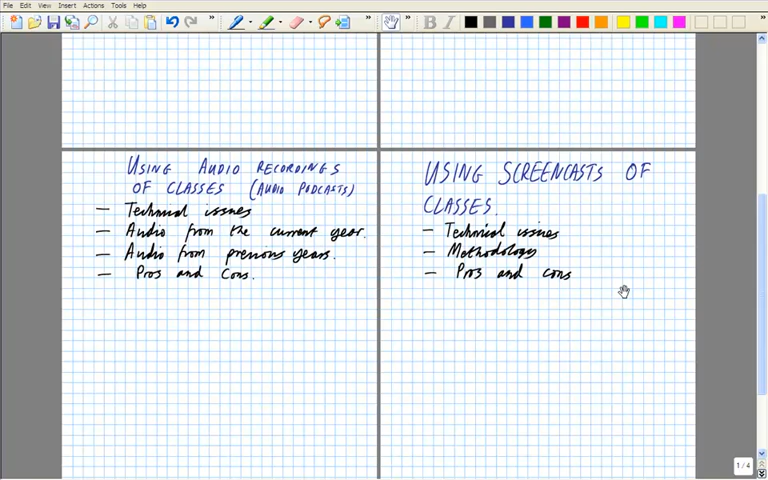 File Edit View Insert Actions Tools Help
B I
USING AUDIO RECORDINGS
OF CLASSES (AUDIO PODCASTS)
– Technical issues
– Audio from the current year.
– Audio from previous years.
– Pros and Cons.
USING SCREENCASTS OF
CLASSES.
– Technical issues
– Methodology
– Pros and cons
1 / 4